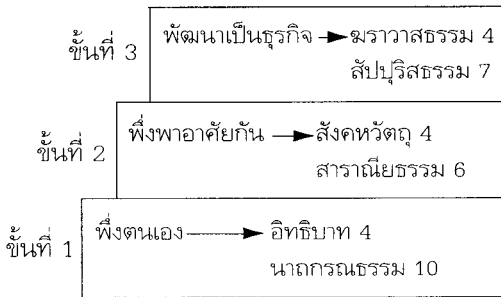 ขั้นที่ 3 พัฒนาเป็นธุรกิจ → ฆราวาสธรรม 4
สัปปุริสธรรม 7
ขั้นที่ 2 พึ่งพาอาศัยกัน → สังคหวัตถุ 4
สาราณียธรรม 6
ขั้นที่ 1 พึ่งตนเอง → อิทธิบาท 4
นาถกรณธรรม 10